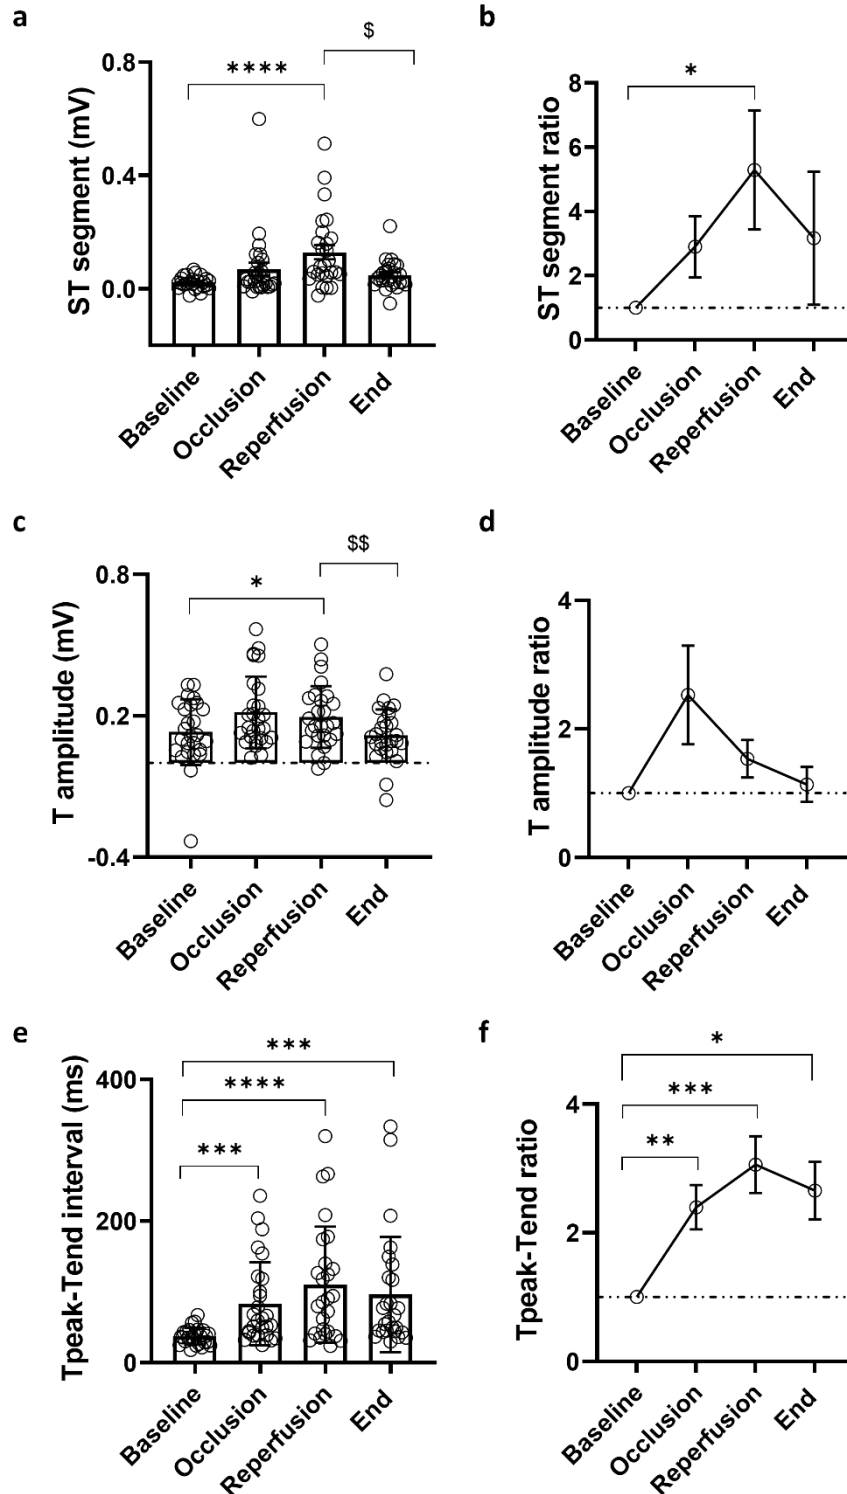 a
$
****
0.8
0.4
0.0
ST segment (mV)
Baseline
Occlusion
Reperfusion
End
b
*
8
6
4
2
0
ST segment ratio
Baseline
Occlusion
Reperfusion
End
c
$$
*
0.8
0.2
-0.4
T amplitude (mV)
Baseline
Occlusion
Reperfusion
End
d
4
2
0
T amplitude ratio
Baseline
Occlusion
Reperfusion
End
e
***
****
***
400
200
0
Tpeak-Tend interval (ms)
Baseline
Occlusion
Reperfusion
End
f
*
***
**
4
2
0
Tpeak-Tend ratio
Baseline
Occlusion
Reperfusion
End